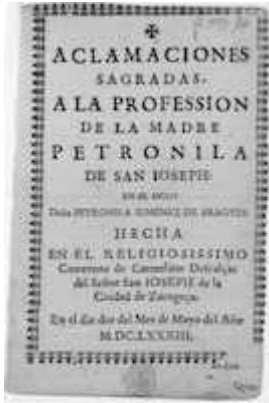 ACLAMACIONES
SAGRADAS,
A LA PROFESSION
DE LA MADRE
PETRONILA
DE SAN IOSEPH:
EN EL SIGLO
Doña PETRONILA XIMENEZ DE ARAGVES.
HECHA
EN EL RELIGIOSISSIMO
Convento de Carmelitas Descalças
del Señor San IOSEPH de la
Ciudad de Zaragoça.
En el dia dos del Mes de Mayo del Año
M.DC.LXXXIII.